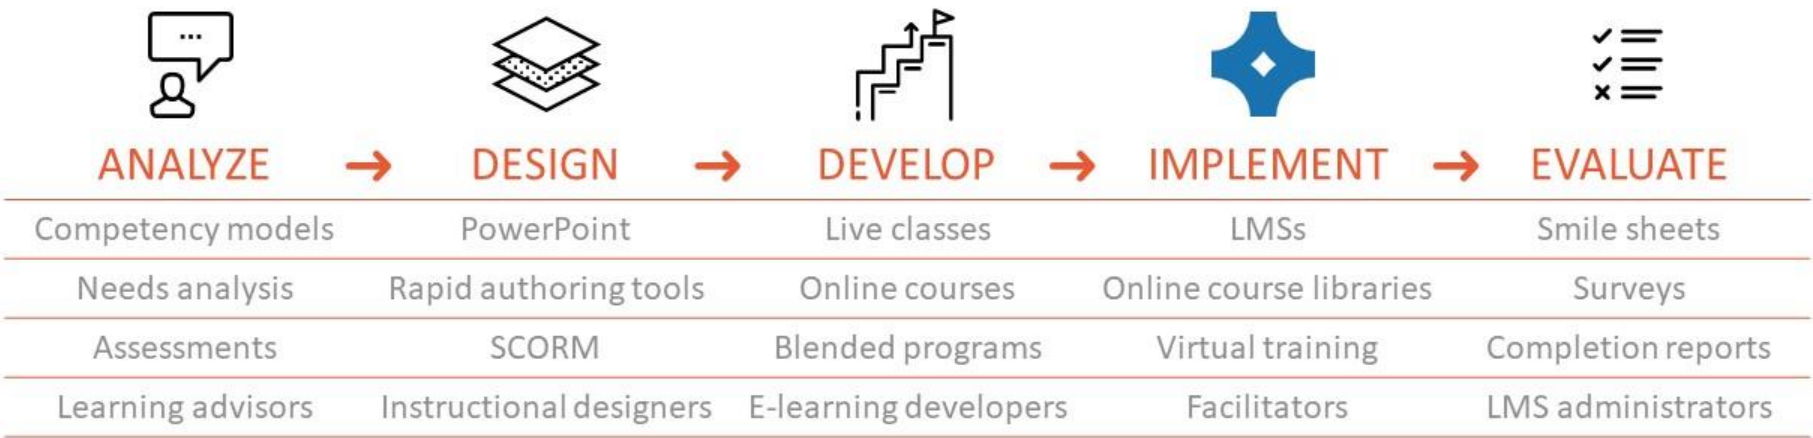 ...
ANALYZE → DESIGN → DEVELOP → IMPLEMENT → EVALUATE
Competency models PowerPoint Live classes LMSs Smile sheets
Needs analysis Rapid authoring tools Online courses Online course libraries Surveys
Assessments SCORM Blended programs Virtual training Completion reports
Learning advisors Instructional designers E-learning developers Facilitators LMS administrators